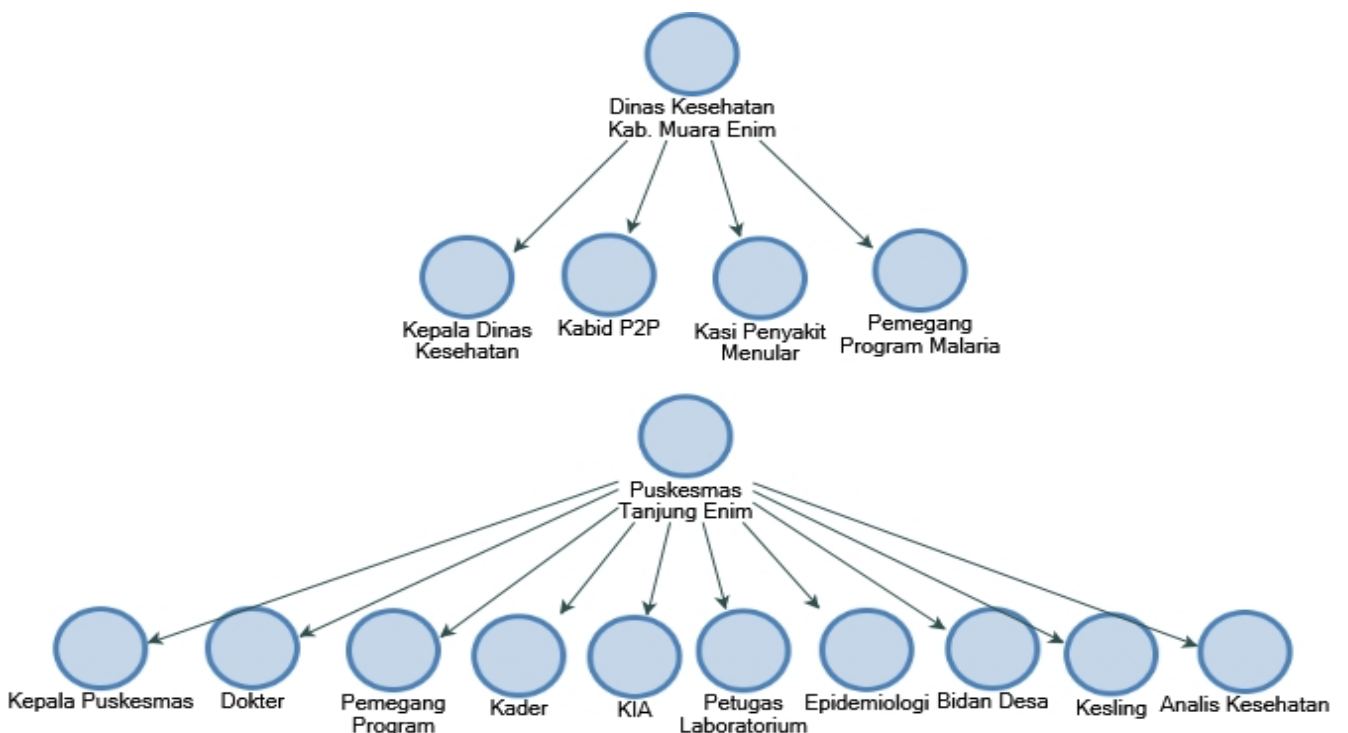 Dinas Kesehatan
Kab. Muara Enim
Kepala Dinas
Kesehatan
Kabid P2P
Kasi Penyakit
Menular
Pemegang
Program Malaria
Puskesmas
Tanjung Enim
Kepala Puskesmas
Dokter
Pemegang
Program
Kader
KIA
Petugas
Laboratorium
Epidemiologi
Bidan Desa
Kesling
Analis Kesehatan